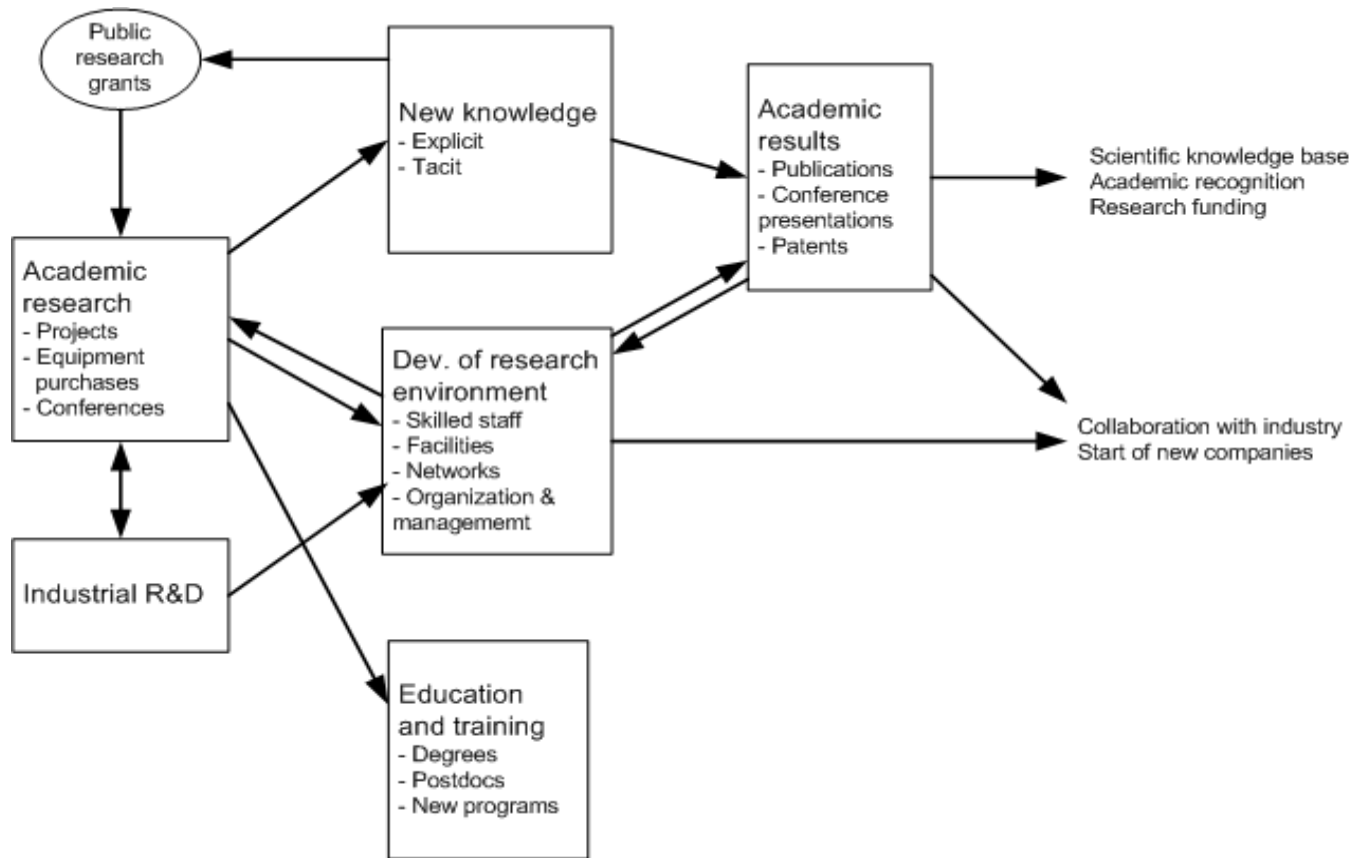 Public
research
grants
New knowledge
- Explicit
- Tacit
Academic
results
- Publications
- Conference
presentations
- Patents
Scientific knowledge base
Academic recognition
Research funding
Academic
research
- Projects
- Equipment
purchases
- Conferences
Dev. of research
environment
- Skilled staff
- Facilities
- Networks
- Organization &
managememt
Collaboration with industry
Start of new companies
Industrial R&D
Education
and training
- Degrees
- Postdocs
- New programs